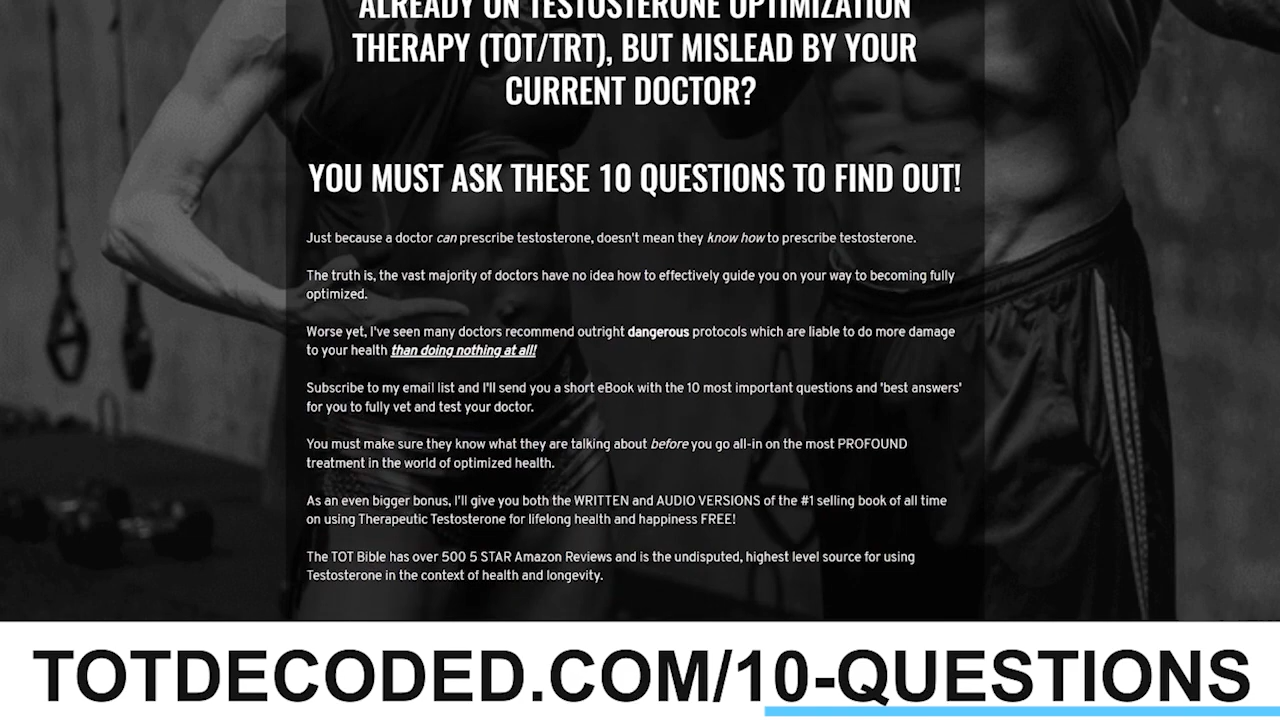 ALREADY ON TESTOSTERONE OPTIMIZATION
THERAPY (TOT/TRT), BUT MISLEAD BY YOUR
CURRENT DOCTOR?
YOU MUST ASK THESE 10 QUESTIONS TO FIND OUT!
Just because a doctor can prescribe testosterone, doesn't mean they know how to prescribe testosterone.
The truth is, the vast majority of doctors have no idea how to effectively guide you on your way to becoming fully
optimized.
Worse yet, I've seen many doctors recommend outright dangerous protocols which are liable to do more damage
to your health than doing nothing at all!
Subscribe to my email list and I'll send you a short eBook with the 10 most important questions and 'best answers'
for you to fully vet and test your doctor.
You must make sure they know what they are talking about before you go all-in on the most PROFOUND
treatment in the world of optimized health.
As an even bigger bonus, I'll give you both the WRITTEN and AUDIO VERSIONS of the #1 selling book of all time
on using Therapeutic Testosterone for lifelong health and happiness FREE!
The TOT Bible has over 500 5 STAR Amazon Reviews and is the undisputed, highest level source for using
Testosterone in the context of health and longevity.
TOTDECODED.COM/10-QUESTIONS